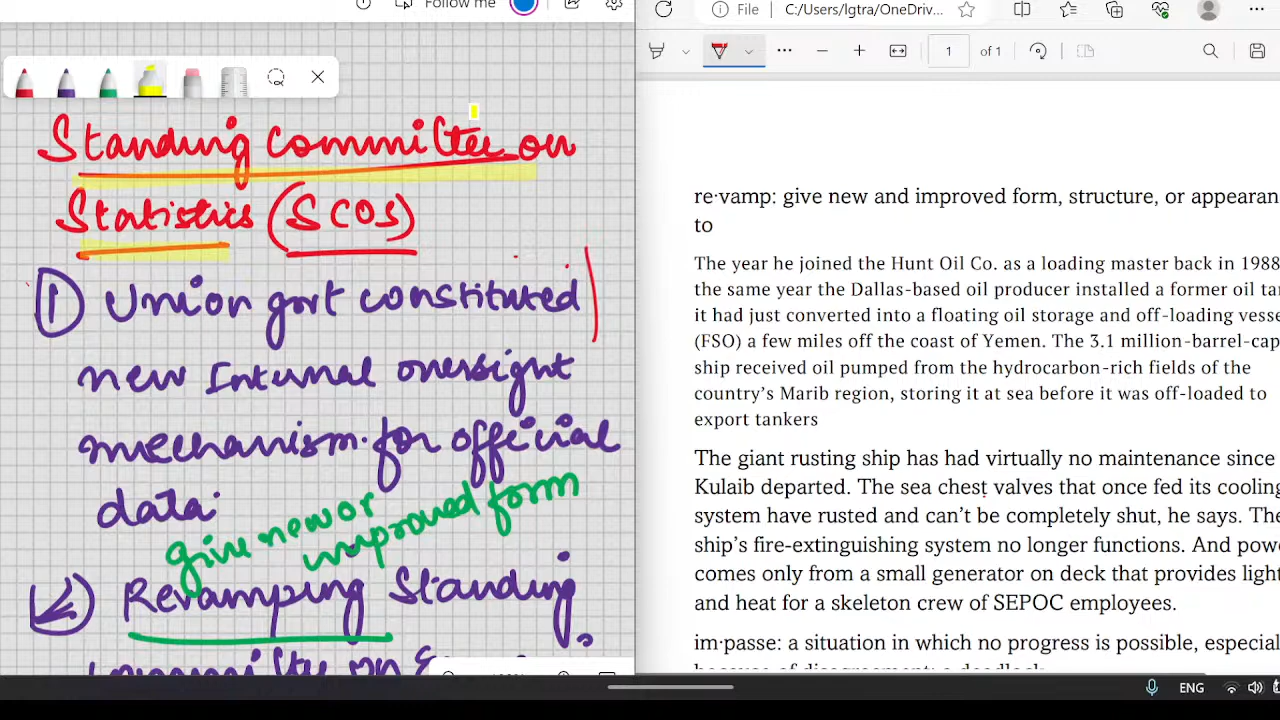 Follow me
Standing Committee on
Statistics (SCOS)
① Union govt constituted
new Internal oversight
mechanism for official
data.
give new or
improved form
Revamping Standing
File C:/Users/lgtra/OneDriv...
1 of 1
re·vamp: give new and improved form, structure, or appearan
to
The year he joined the Hunt Oil Co. as a loading master back in 1988
the same year the Dallas-based oil producer installed a former oil tan
it had just converted into a floating oil storage and off-loading vesse
(FSO) a few miles off the coast of Yemen. The 3.1 million-barrel-cap
ship received oil pumped from the hydrocarbon-rich fields of the
country's Marib region, storing it at sea before it was off-loaded to
export tankers
The giant rusting ship has had virtually no maintenance since
Kulaib departed. The sea chest valves that once fed its cooling
system have rusted and can't be completely shut, he says. The
ship's fire-extinguishing system no longer functions. And powe
comes only from a small generator on deck that provides light
and heat for a skeleton crew of SEPOC employees.
im·passe: a situation in which no progress is possible, especial
because of disagreement; a deadlock
ENG